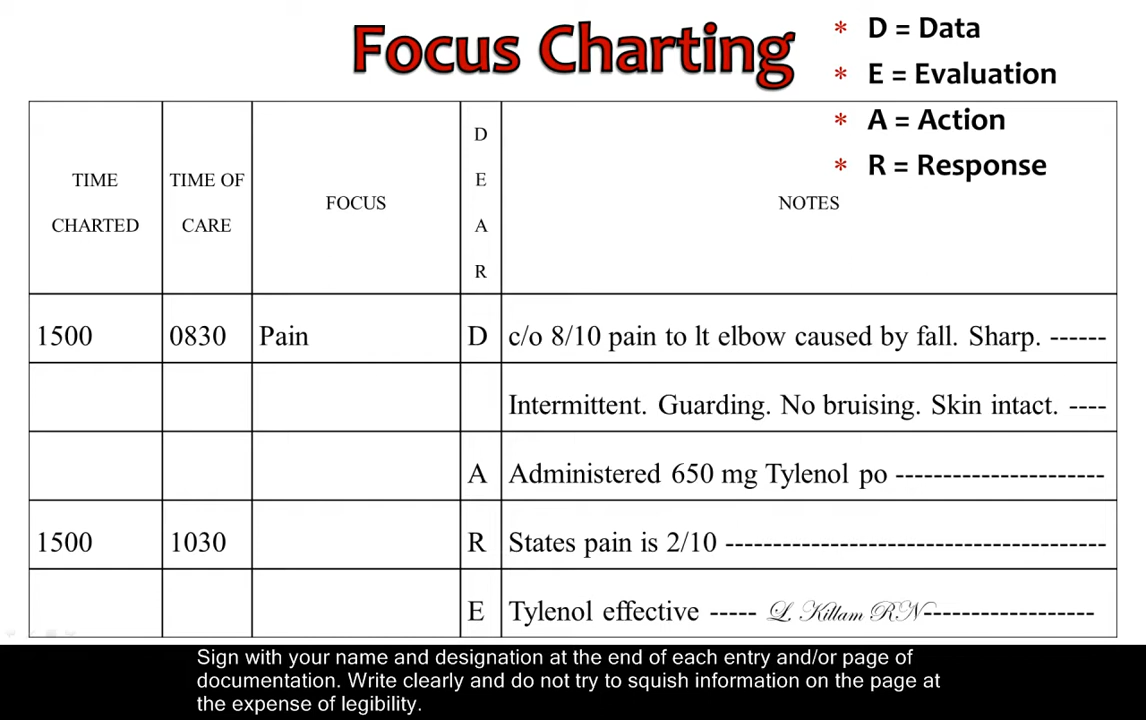 Focus Charting
* D = Data
* E = Evaluation
* A = Action
* R = Response
TIME CHARTED
TIME OF CARE
FOCUS
D E A R
NOTES
1500 0830 Pain D c/o 8/10 pain to lt elbow caused by fall. Sharp. ------
Intermittent. Guarding. No bruising. Skin intact. ----
A Administered 650 mg Tylenol po ----------------------
1500 1030 R States pain is 2/10 ----------------------------------------
E Tylenol effective ----- L. Killam RN------------------
Sign with your name and designation at the end of each entry and/or page of
documentation. Write clearly and do not try to squish information on the page at
the expense of legibility.